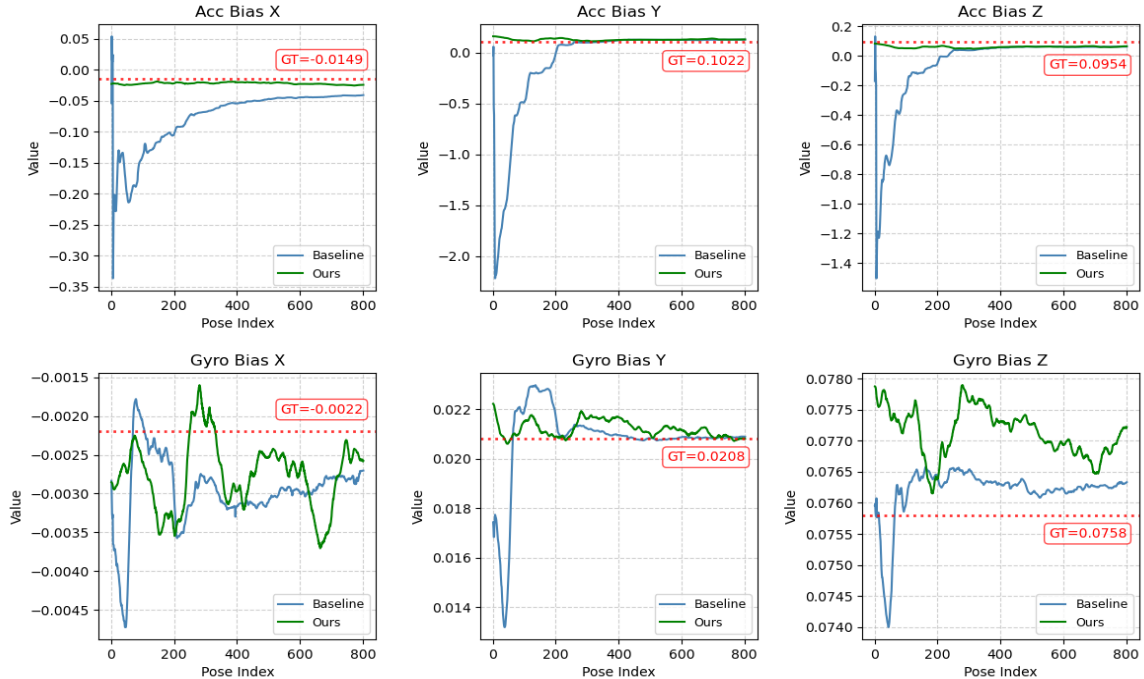 Acc Bias X
Value
0.05
0.00
−0.05
−0.10
−0.15
−0.20
−0.25
−0.30
−0.35
GT=-0.0149
Baseline
Ours
0
200
400
600
800
Pose Index
Acc Bias Y
Value
0.0
−0.5
−1.0
−1.5
−2.0
GT=0.1022
Baseline
Ours
0
200
400
600
800
Pose Index
Acc Bias Z
Value
0.2
0.0
−0.2
−0.4
−0.6
−0.8
−1.0
−1.2
−1.4
GT=0.0954
Baseline
Ours
0
200
400
600
800
Pose Index
Gyro Bias X
Value
−0.0015
−0.0020
−0.0025
−0.0030
−0.0035
−0.0040
−0.0045
GT=-0.0022
Baseline
Ours
0
200
400
600
800
Pose Index
Gyro Bias Y
Value
0.022
0.020
0.018
0.016
0.014
GT=0.0208
Baseline
Ours
0
200
400
600
800
Pose Index
Gyro Bias Z
Value
0.0780
0.0775
0.0770
0.0765
0.0760
0.0755
0.0750
0.0745
0.0740
GT=0.0758
Baseline
Ours
0
200
400
600
800
Pose Index